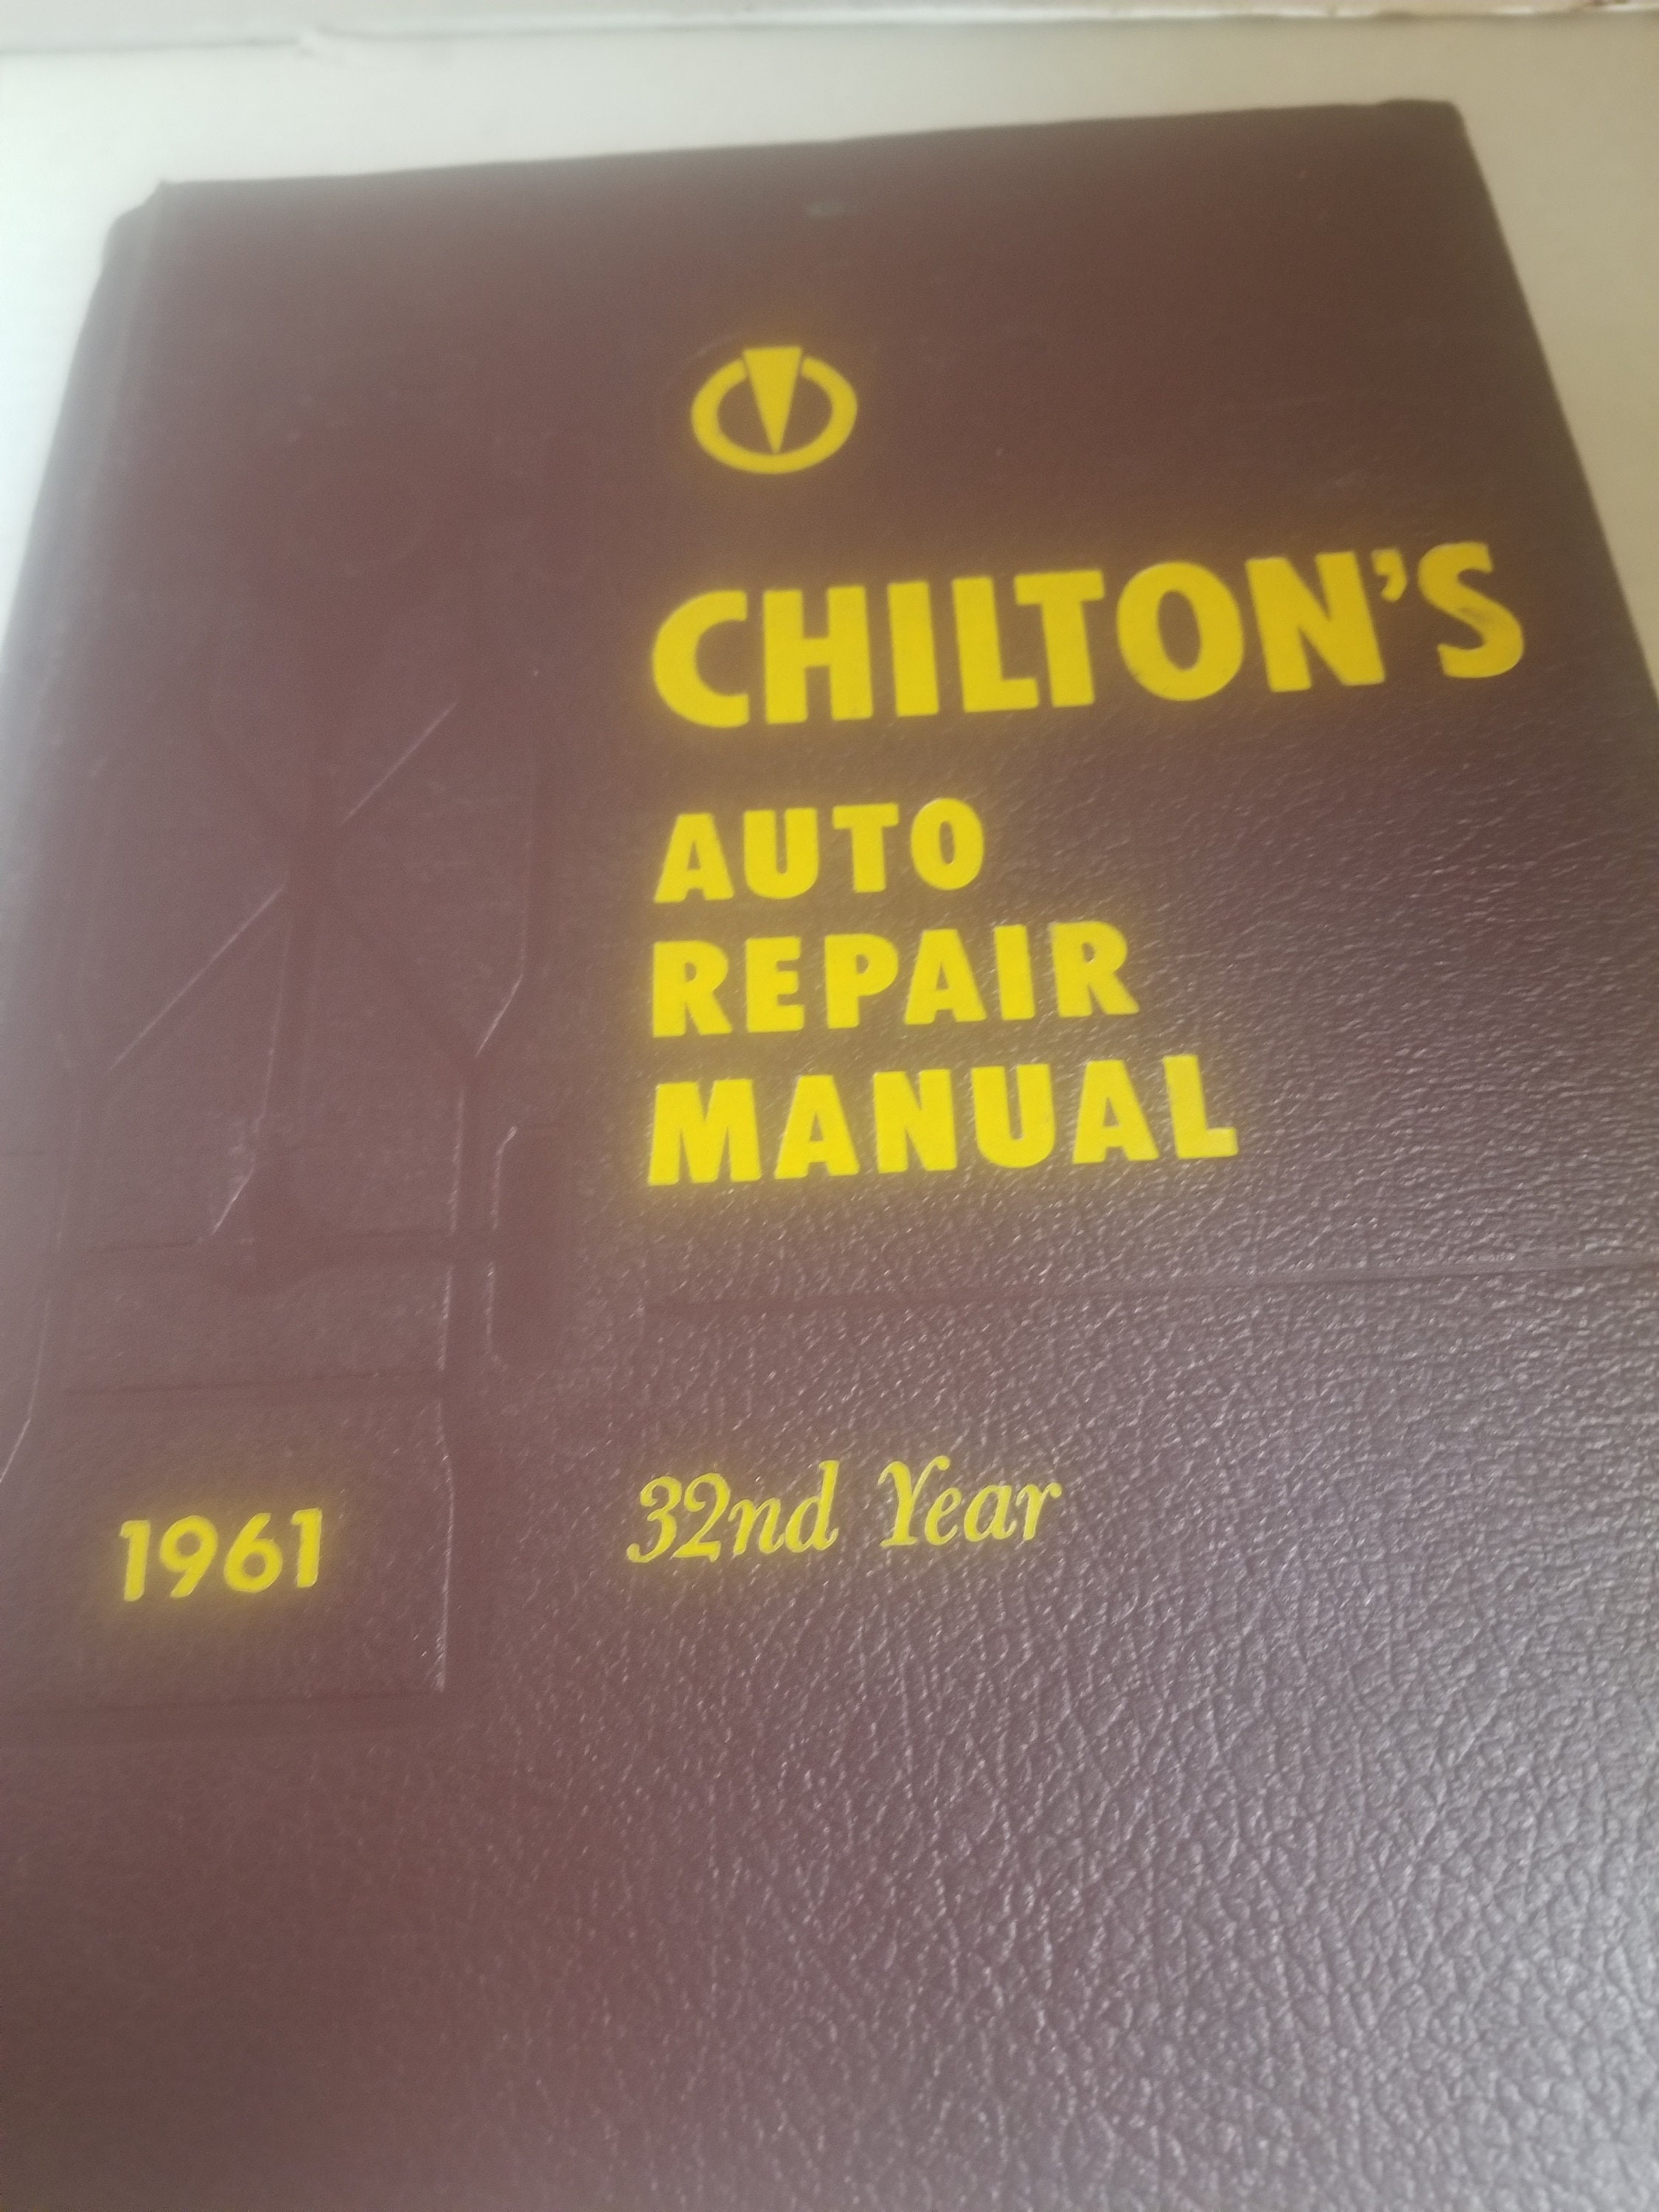 CHILTON'S
AUTO
REPAIR
MANUAL
1961
32nd Year